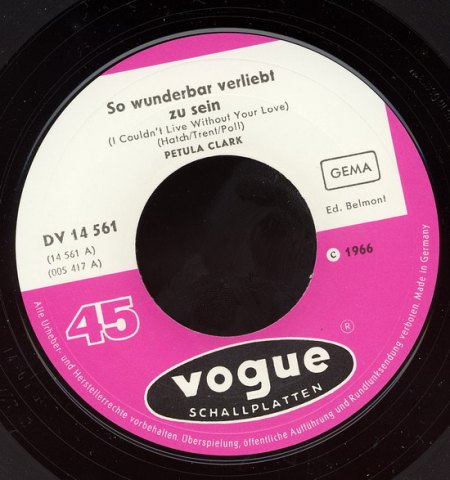 So wunderbar verliebt
zu sein
(I Couldn't Live Without Your Love)
(Hatch/Trent/Poll)
PETULA CLARK
GEMA
Ed. Belmont
DV 14 561
(14 561 A)
(005 417 A)
© 1966
45
®
vogue
SCHALLPLATTEN
Alle Urheber- und Herstellerrechte vorbehalten. Überspielung, öffentliche Aufführung und Rundfunksendung verboten. Made in Germany